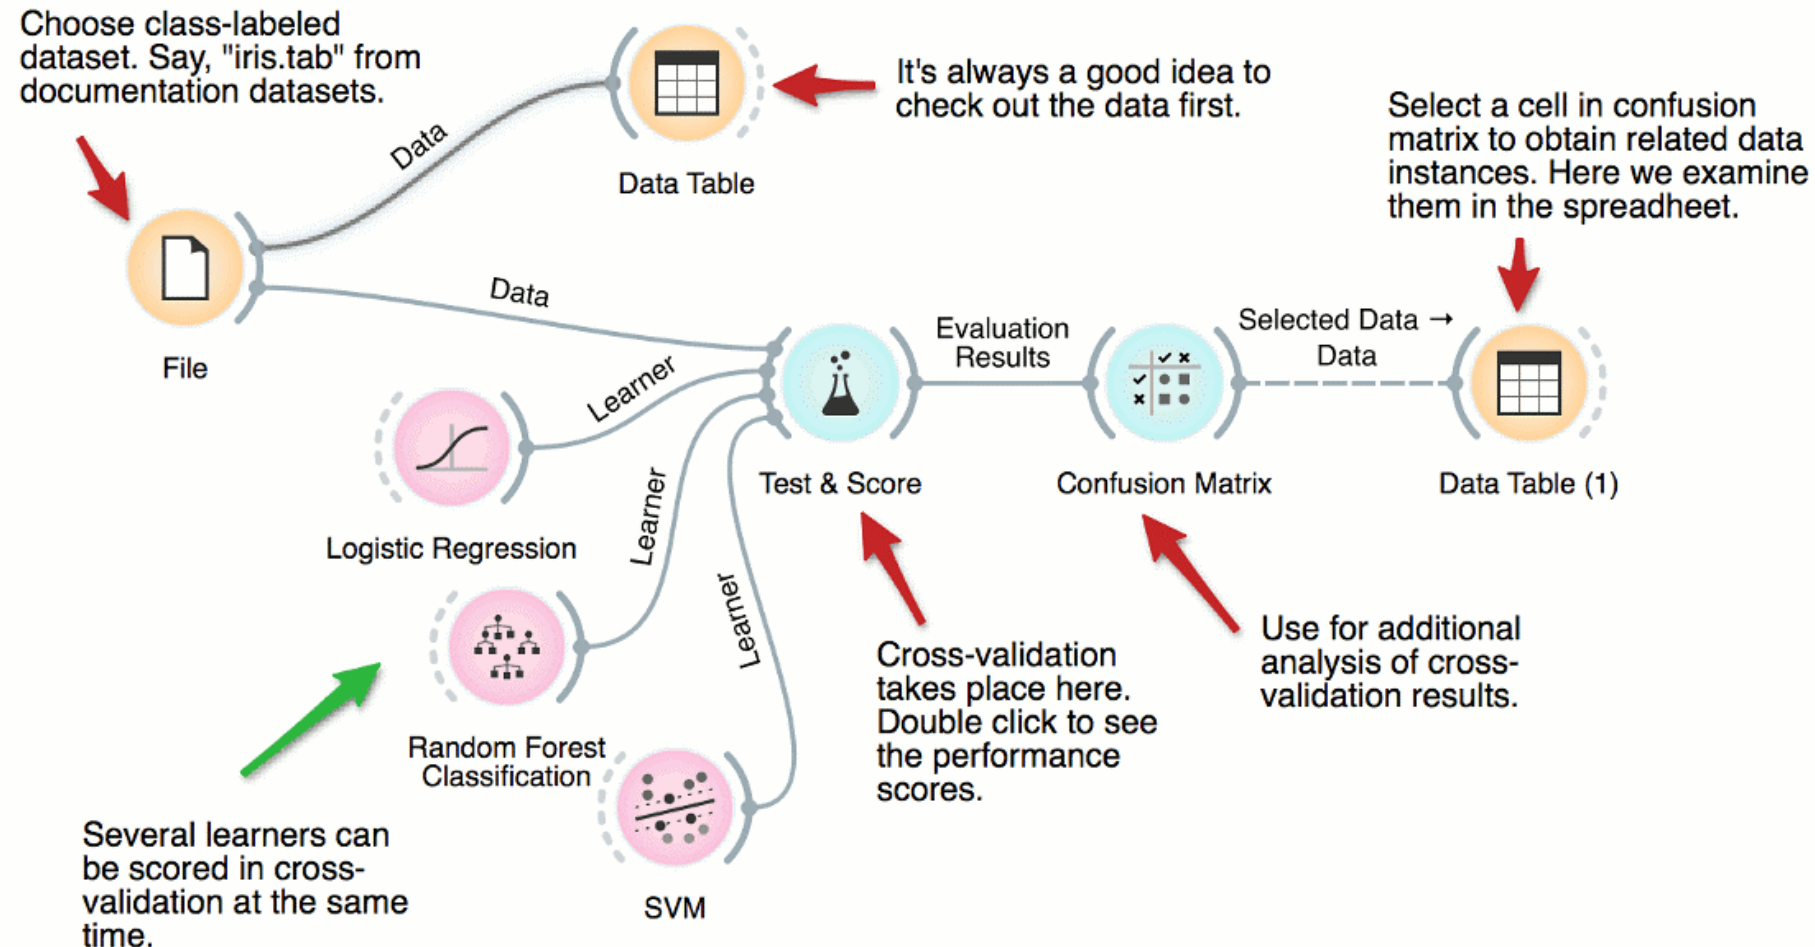 Choose class-labeled
dataset. Say, "iris.tab" from
documentation datasets.
It's always a good idea to
check out the data first.
Select a cell in confusion
matrix to obtain related data
instances. Here we examine
them in the spreadheet.
Data
Data Table
File
Data
Learner
Learner
Learner
Evaluation
Results
Selected Data →
Data
Test & Score
Confusion Matrix
Data Table (1)
Logistic Regression
Random Forest
Classification
SVM
Cross-validation
takes place here.
Double click to see
the performance
scores.
Use for additional
analysis of cross-
validation results.
Several learners can
be scored in cross-
validation at the same
time.